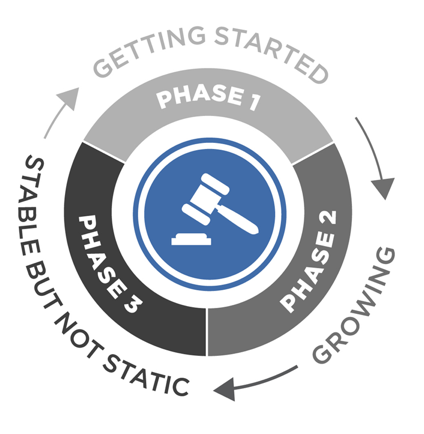 GETTING STARTED
PHASE 1
PHASE 2
GROWING
PHASE 3
STABLE BUT NOT STATIC